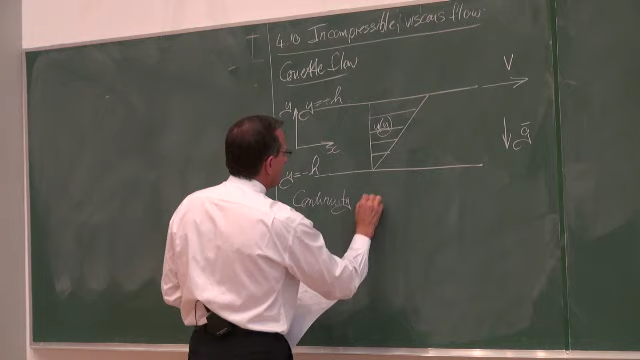 4.10 Incompressible, viscous flow
Couette flow
V
y
y=+h
u(y)
x
g
y=-h
Continuity